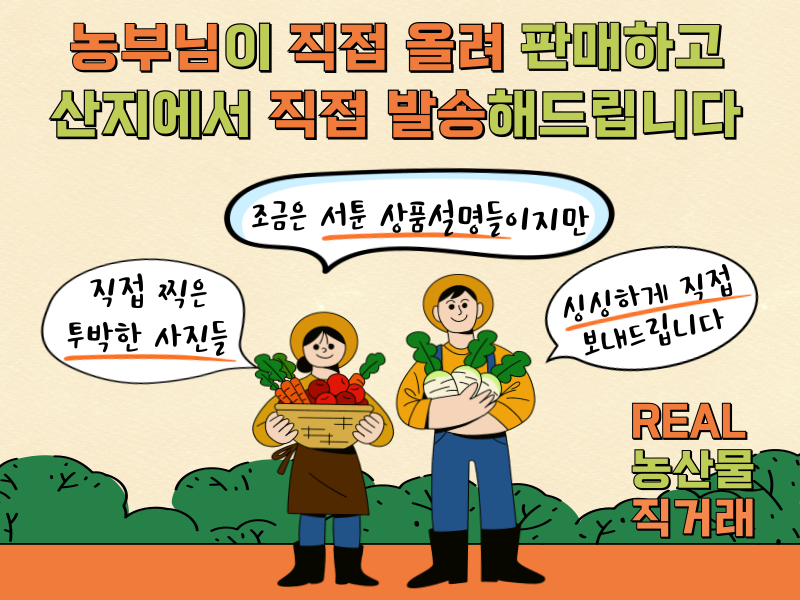 농부님이 직접 올려 판매하고
산지에서 직접 발송해드립니다
조금은 서툰 상품설명들이지만
직접 찍은
투박한 사진들
싱싱하게 직접
보내드립니다
REAL
농산물
직거래